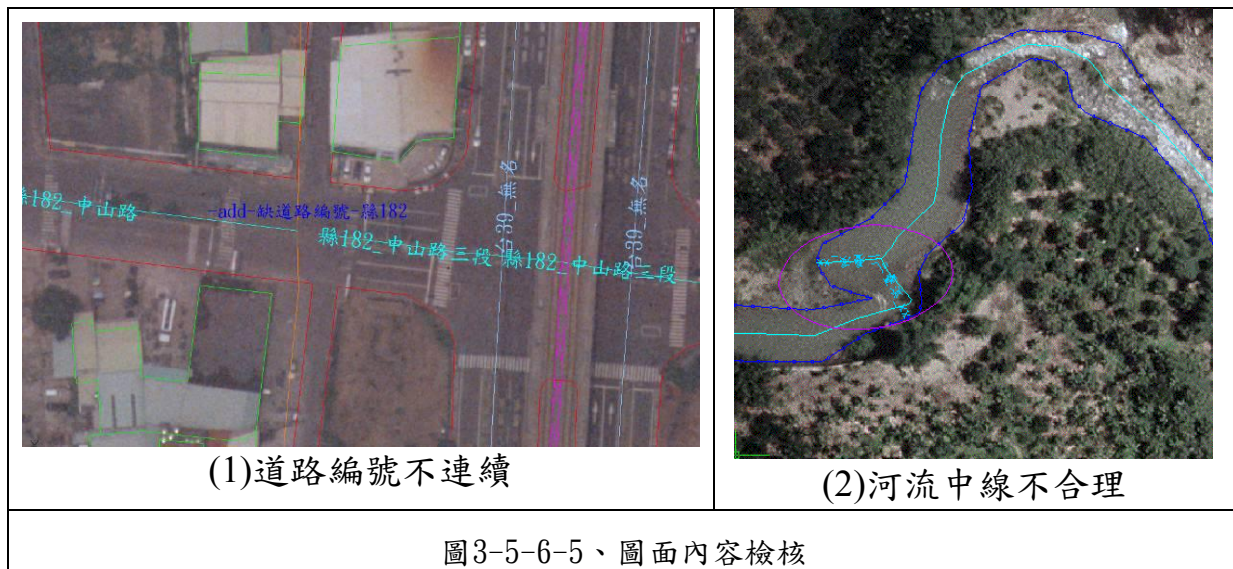 縣182_中山路
-add-缺道路編號-縣182
縣182_中山路三段
縣182_中山路三段
台39_無名
台39_無名
(1)道路編號不連續
(2)河流中線不合理
圖3-5-6-5、圖面內容檢核